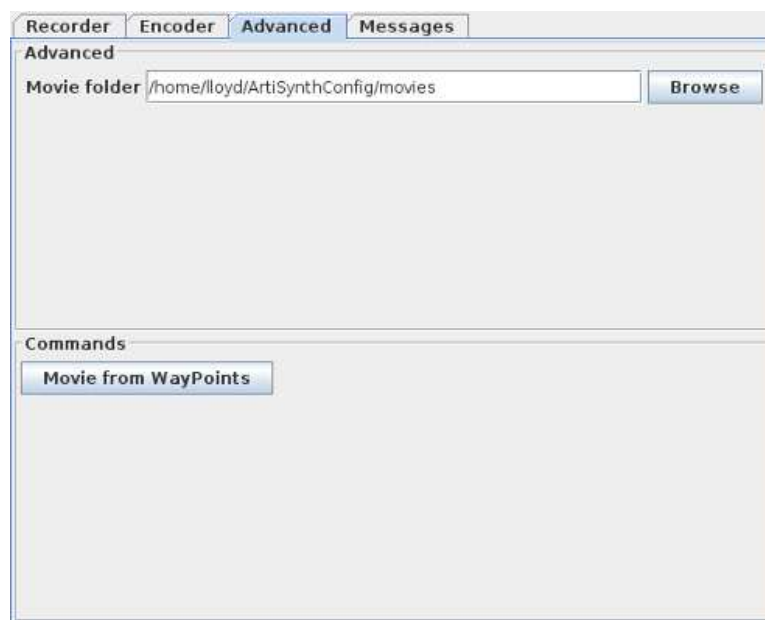 Recorder Encoder Advanced Messages
Advanced
Movie folder /home/lloyd/ArtiSynthConfig/movies Browse
Commands
Movie from WayPoints